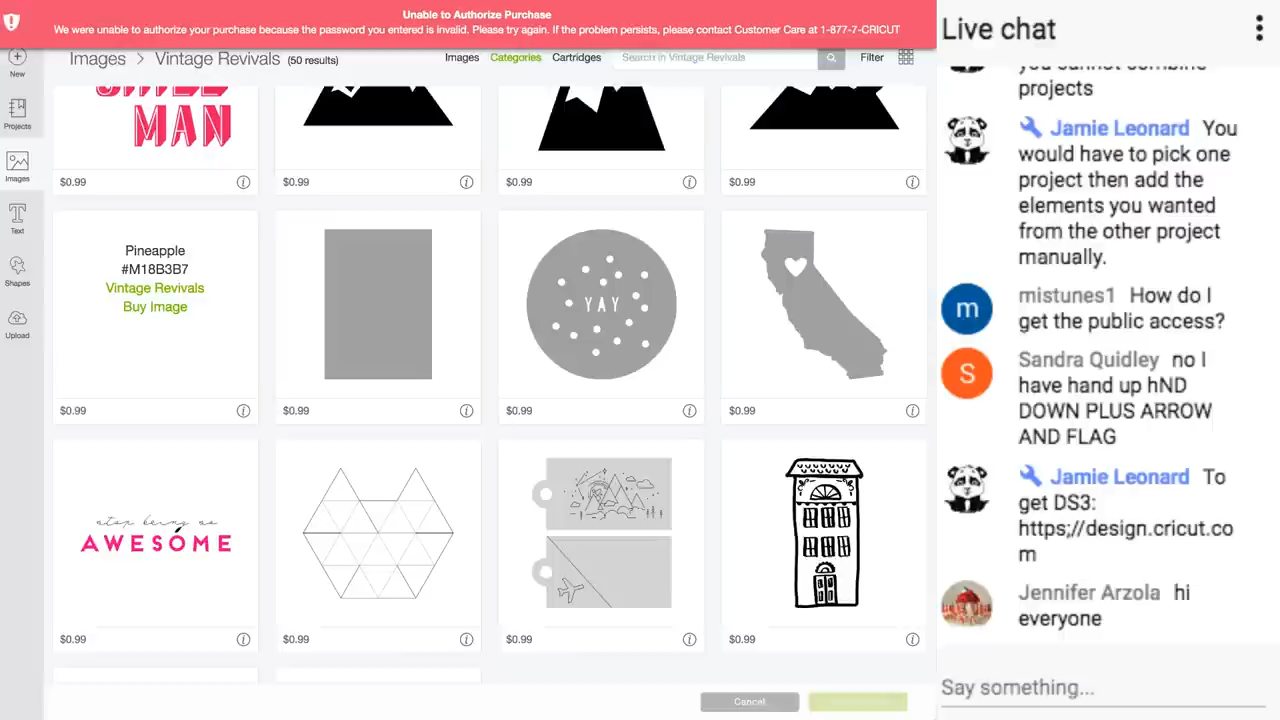 Unable to Authorize Purchase
We were unable to authorize your purchase because the password you entered is invalid. Please try again. If the problem persists, please contact Customer Care at 1-877-7-CRICUT
New
Projects
Images
Text
Shapes
Upload
Images > Vintage Revivals (50 results)
Images Categories Cartridges Search in Vintage Revivals Filter
MAN
$0.99
$0.99
$0.99
$0.99
Pineapple
#M18B3B7
Vintage Revivals
Buy Image
YAY
$0.99
$0.99
$0.99
$0.99
stop being so
AWESOME
$0.99
$0.99
$0.99
$0.99
Cancel
Live chat
projects
Jamie Leonard You
would have to pick one
project then add the
elements you wanted
from the other project
manually.
m
mistunes1 How do I
get the public access?
S
Sandra Quidley no I
have hand up hND
DOWN PLUS ARROW
AND FLAG
Jamie Leonard To
get DS3:
https;//design.cricut.co
m
Jennifer Arzola hi
everyone
Say something...